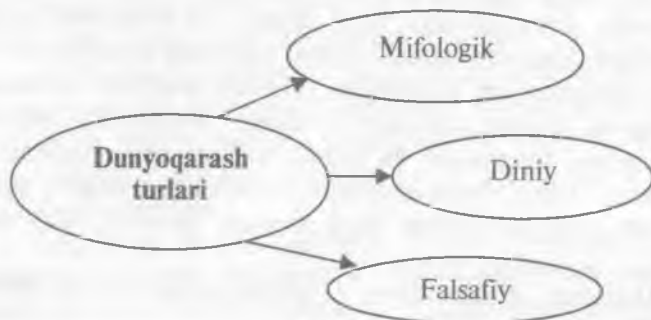 Mifologik
Dunyoqarash
turlari
Diniy
Falsafiy